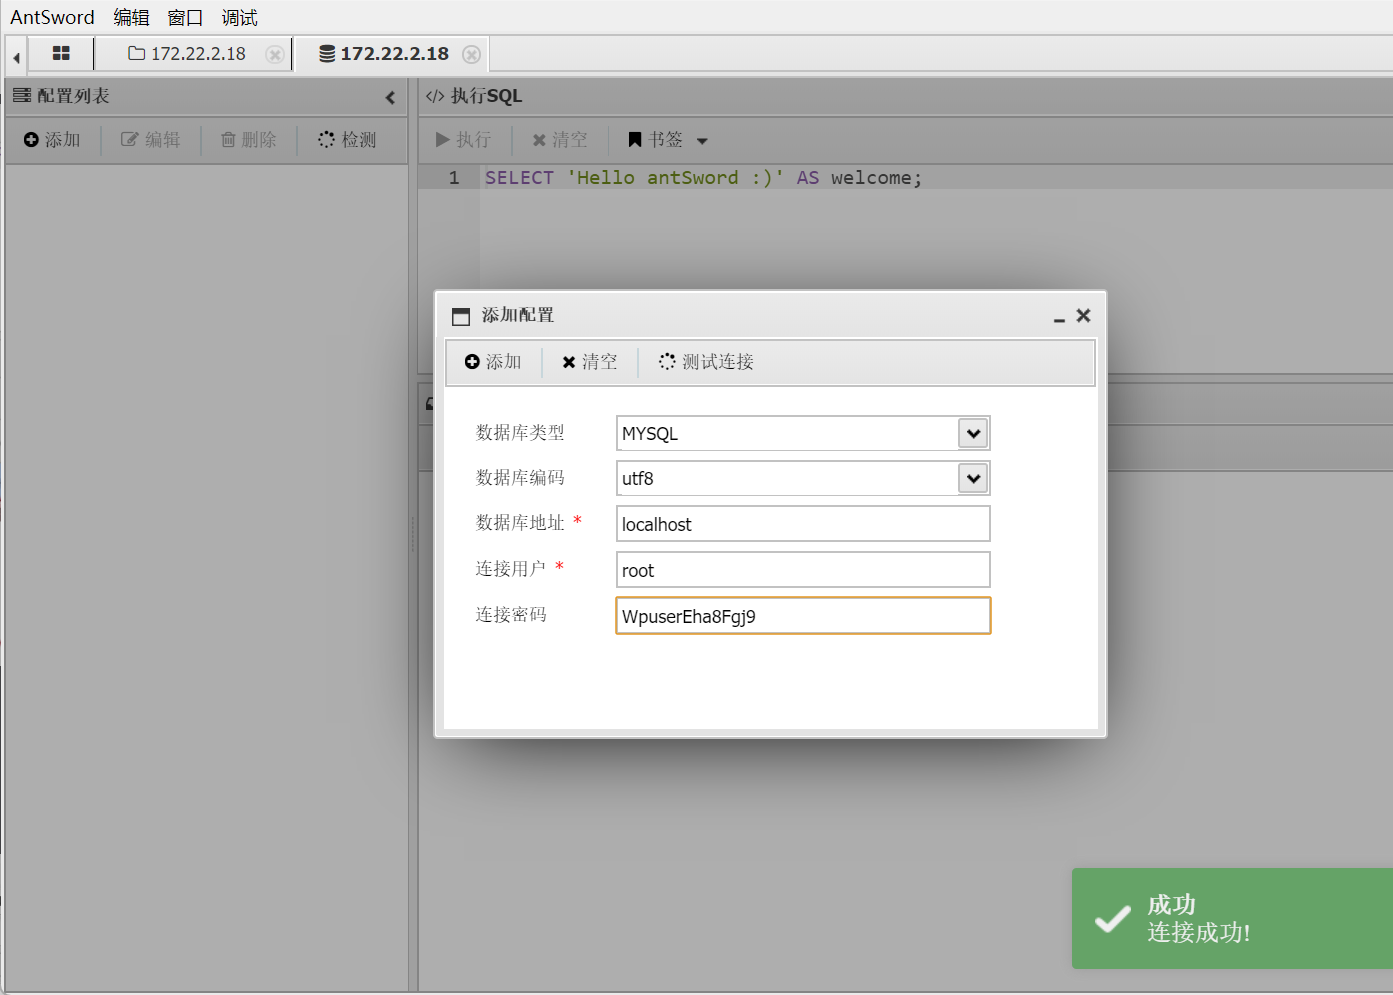 AntSword 编辑 窗口 调试
172.22.2.18 172.22.2.18
配置列表
添加 编辑 删除 检测
</> 执行SQL
执行 清空 书签
1 SELECT 'Hello antSword :)' AS welcome;
添加配置
添加 清空 测试连接
数据库类型 MYSQL
数据库编码 utf8
数据库地址 * localhost
连接用户 * root
连接密码 WpuserEha8Fgj9
成功
连接成功!